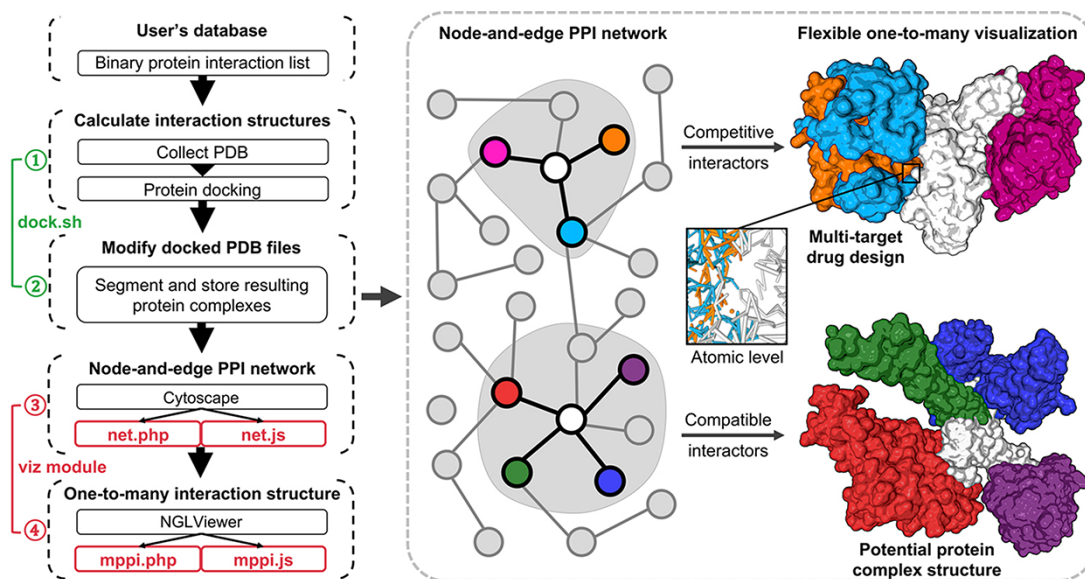 User's database
Binary protein interaction list
Calculate interaction structures
Collect PDB
Protein docking
1
dock.sh
2
Modify docked PDB files
Segment and store resulting
protein complexes
Node-and-edge PPI network
3
Cytoscape
net.php
net.js
viz module
One-to-many interaction structure
4
NGLViewer
mppi.php
mppi.js
Node-and-edge PPI network
Competitive
interactors
Atomic level
Compatible
interactors
Flexible one-to-many visualization
Multi-target
drug design
Potential protein
complex structure